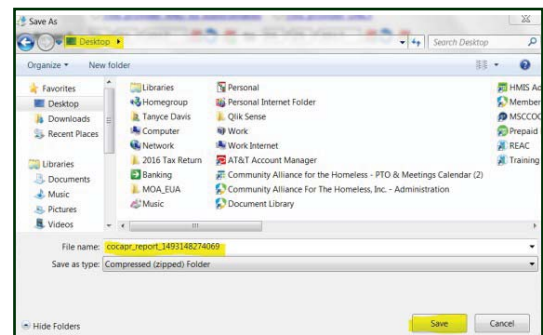 Save As
Desktop
Search Desktop
Organize
New folder
Favorites
Desktop
Downloads
Recent Places
Libraries
Documents
Music
Pictures
Videos
Libraries
Homegroup
Tanyce Davis
Computer
Network
2016 Tax Return
Banking
MOA_EUA
Music
Personal
Personal Internet Folder
Qlik Sense
Work
Work Internet
AT&T Account Manager
Community Alliance for the Homeless - PTO & Meetings Calendar (2)
Community Alliance For The Homeless, Inc. - Administration
Document Library
HMIS Ad
Member
MSCCOC
Prepaid
REAC
Training
File name: cocapr_report_1493148274069
Save as type: Compressed (zipped) Folder
Hide Folders
Save
Cancel